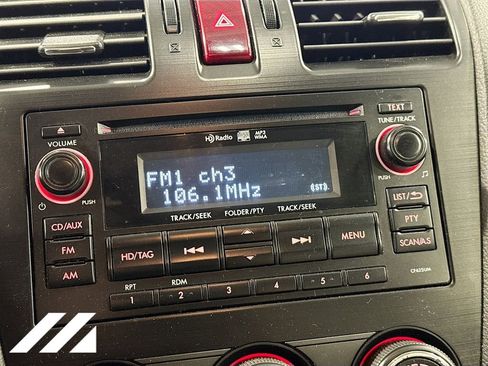 TEXT
VOLUME
HD Radio MP3 WMA
TUNE/TRACK
FM1 ch3
106.1MHz (ST)
PUSH
PUSH
CD/AUX
TRACK/SEEK FOLDER/PTY TRACK/SEEK
LIST/
FM
PTY
HD/TAG
MENU
SCAN/AS
AM
RPT RDM
1 2 3 4 5 6